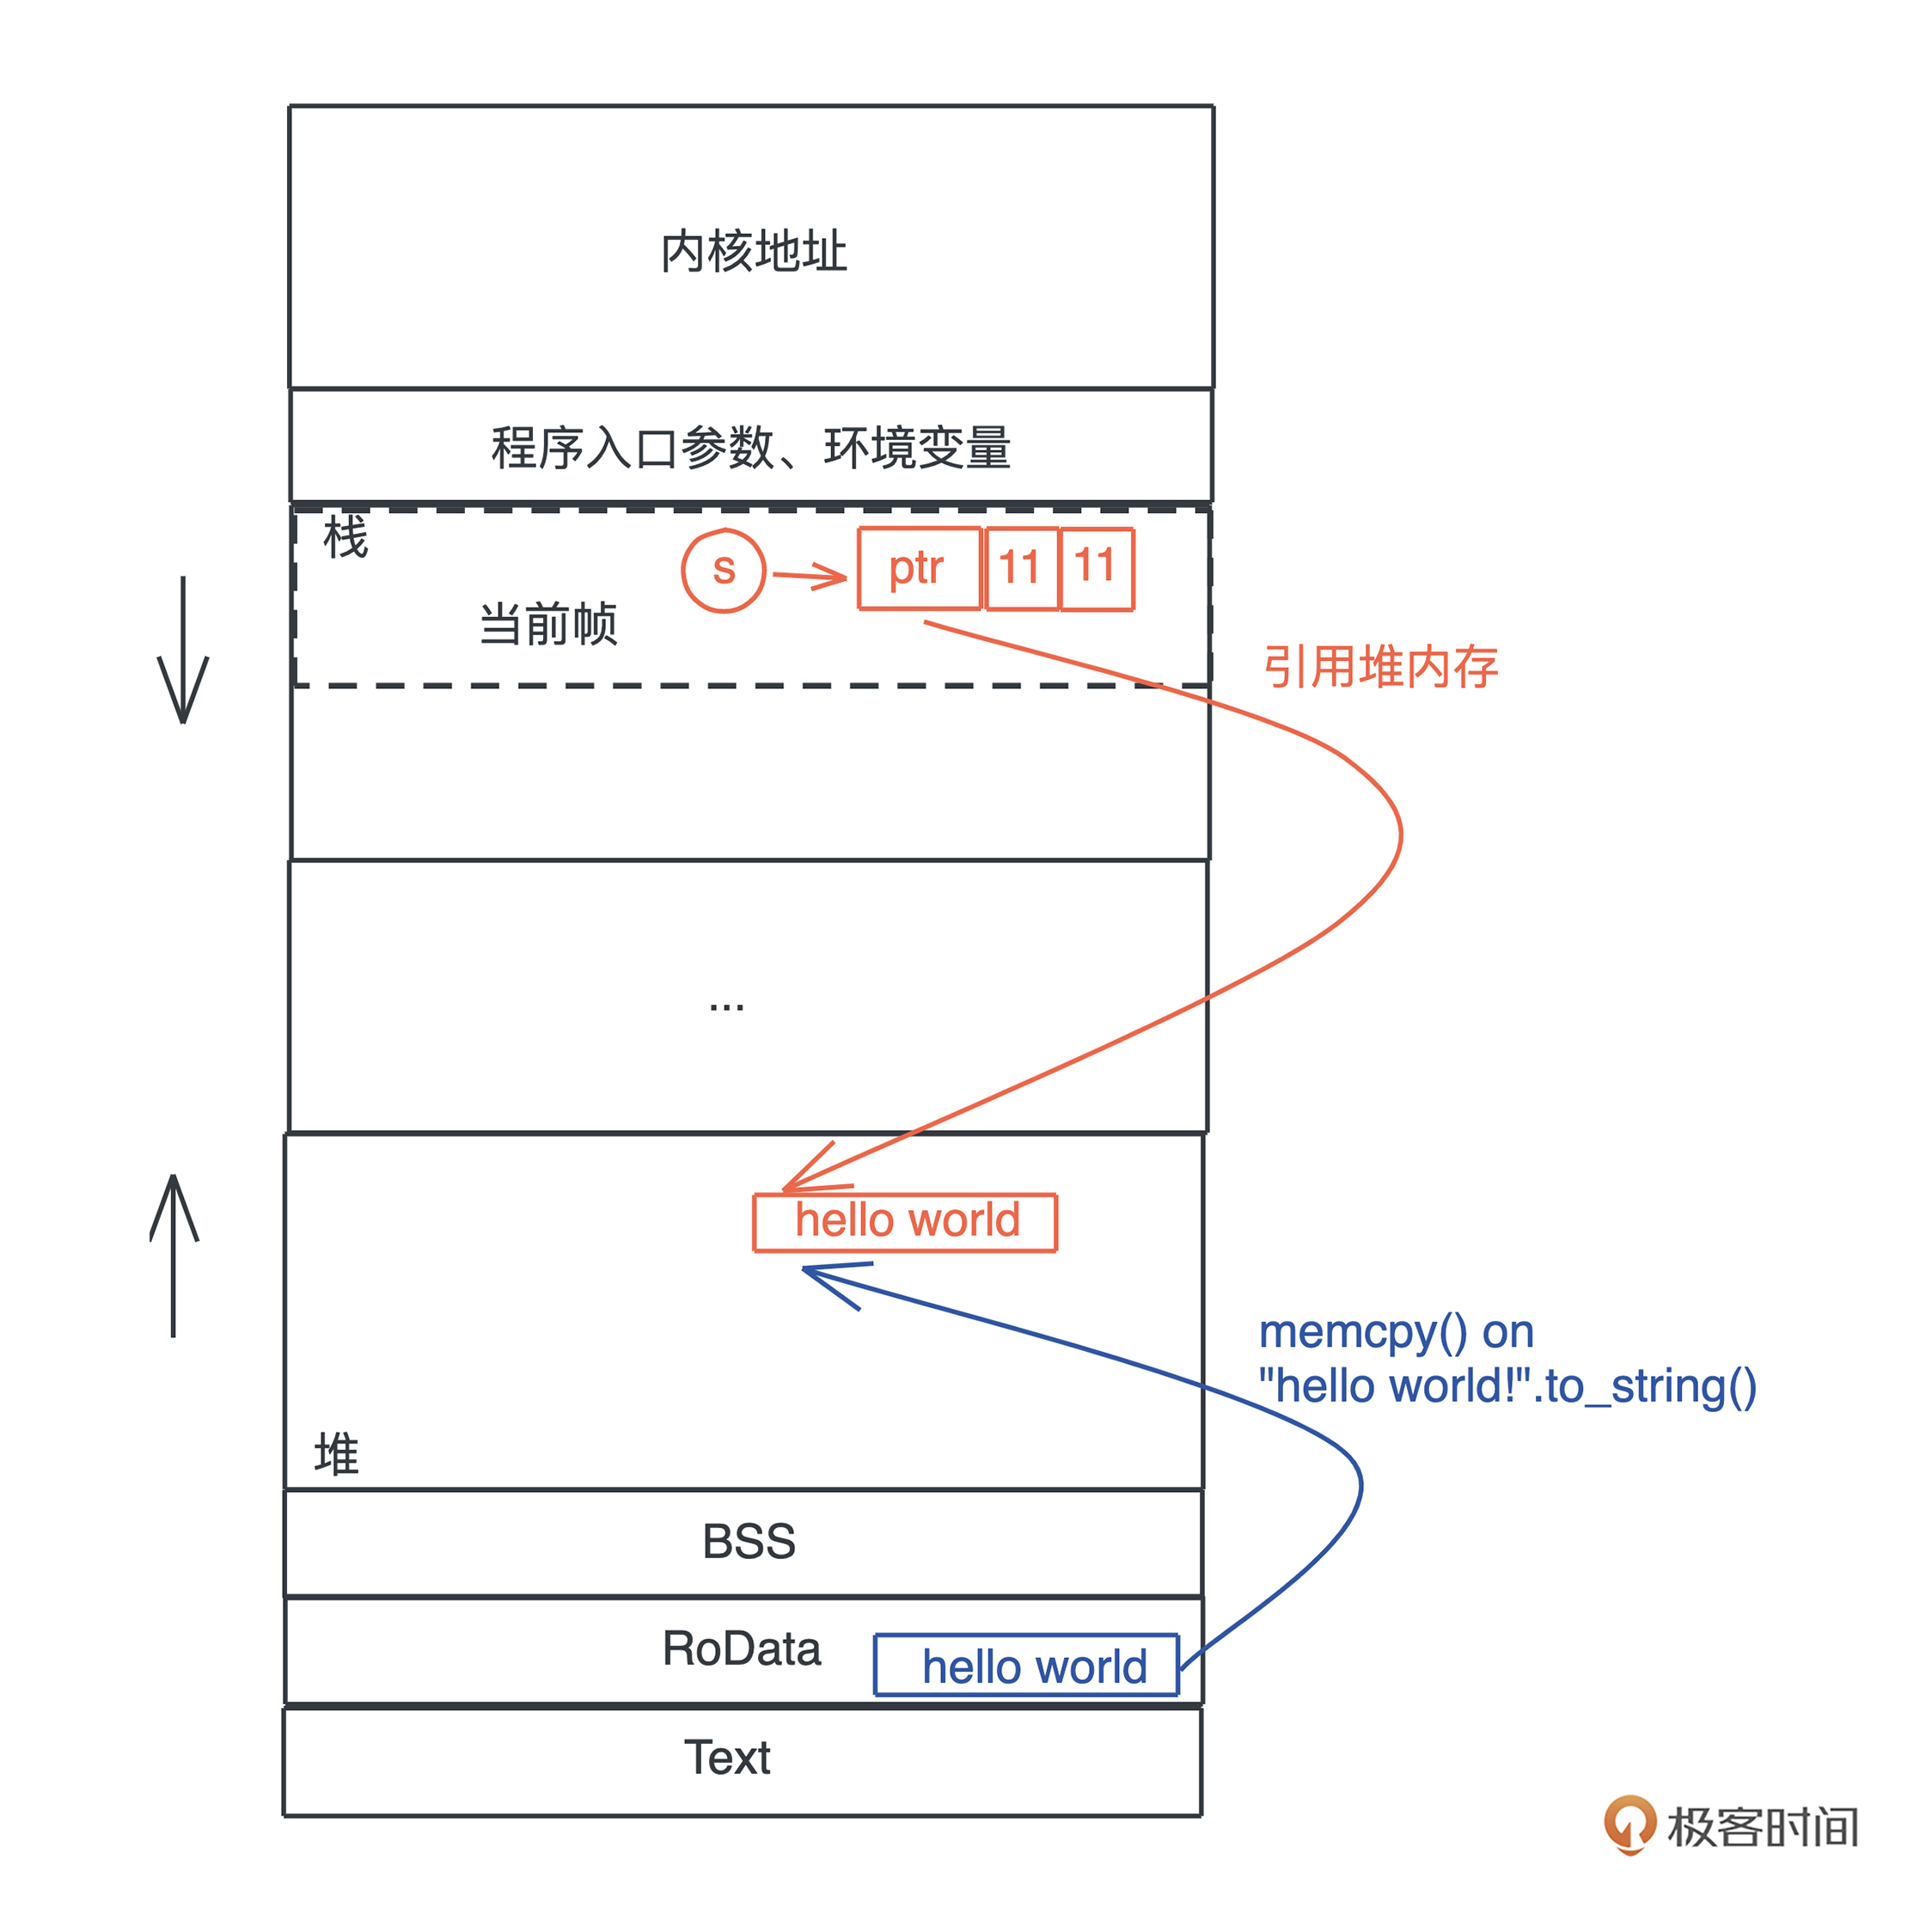 内核地址
程序入口参数、环境变量
栈
s
ptr
11
11
当前帧
引用堆内存
...
hello world
memcpy() on
"hello world!".to_string()
堆
BSS
RoData
hello world
Text
极客时间